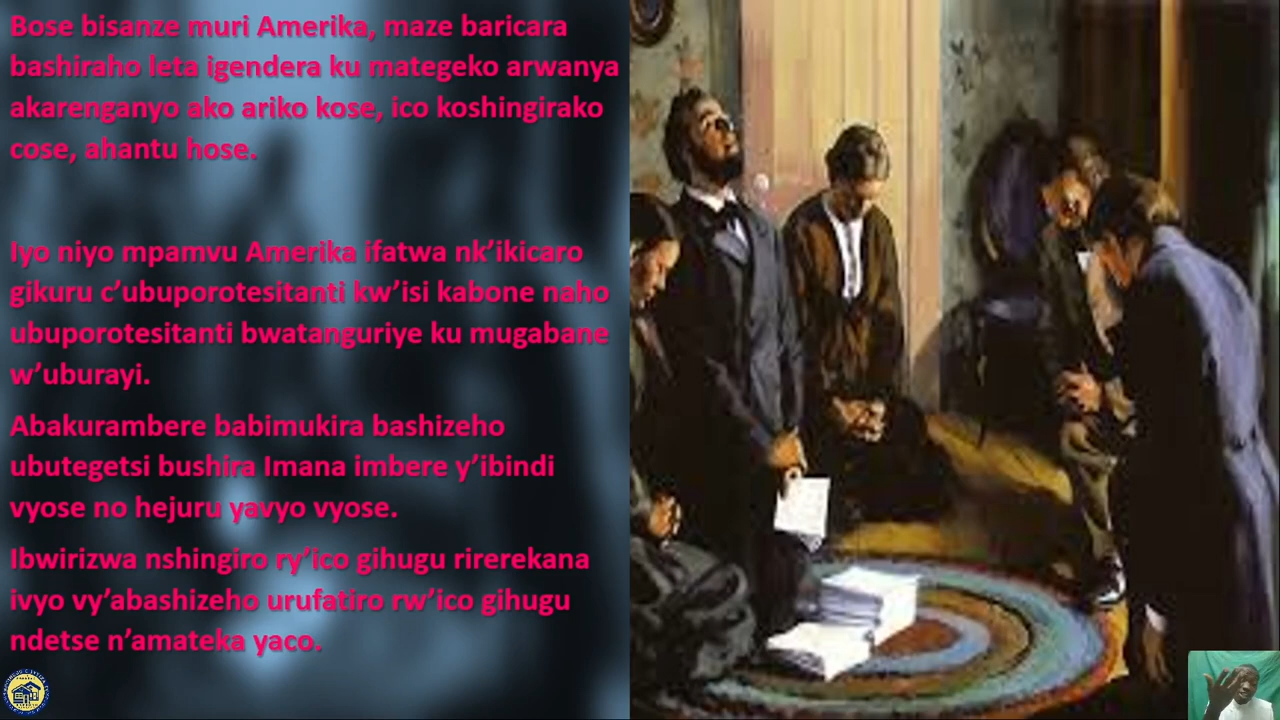 Bose bisanze muri Amerika, maze baricara
bashiraho leta igendera ku mategeko arwanya
akarenganyo ako ariko kose, ico koshingirako
cose, ahantu hose.
Iyo niyo mpamvu Amerika ifatwa nk’ikicaro
gikuru c’ubuporotesitanti kw’isi kabone naho
ubuporotesitanti bwatanguriye ku mugabane
w’uburayi.
Abakurambere babimukira bashizeho
ubutegetsi bushira Imana imbere y’ibindi
vyose no hejuru yavyo vyose.
Ibwirizwa nshingiro ry’ico gihugu rirerekana
ivyo vy’abashizeho urufatiro rw’ico gihugu
ndetse n’amateka yaco.